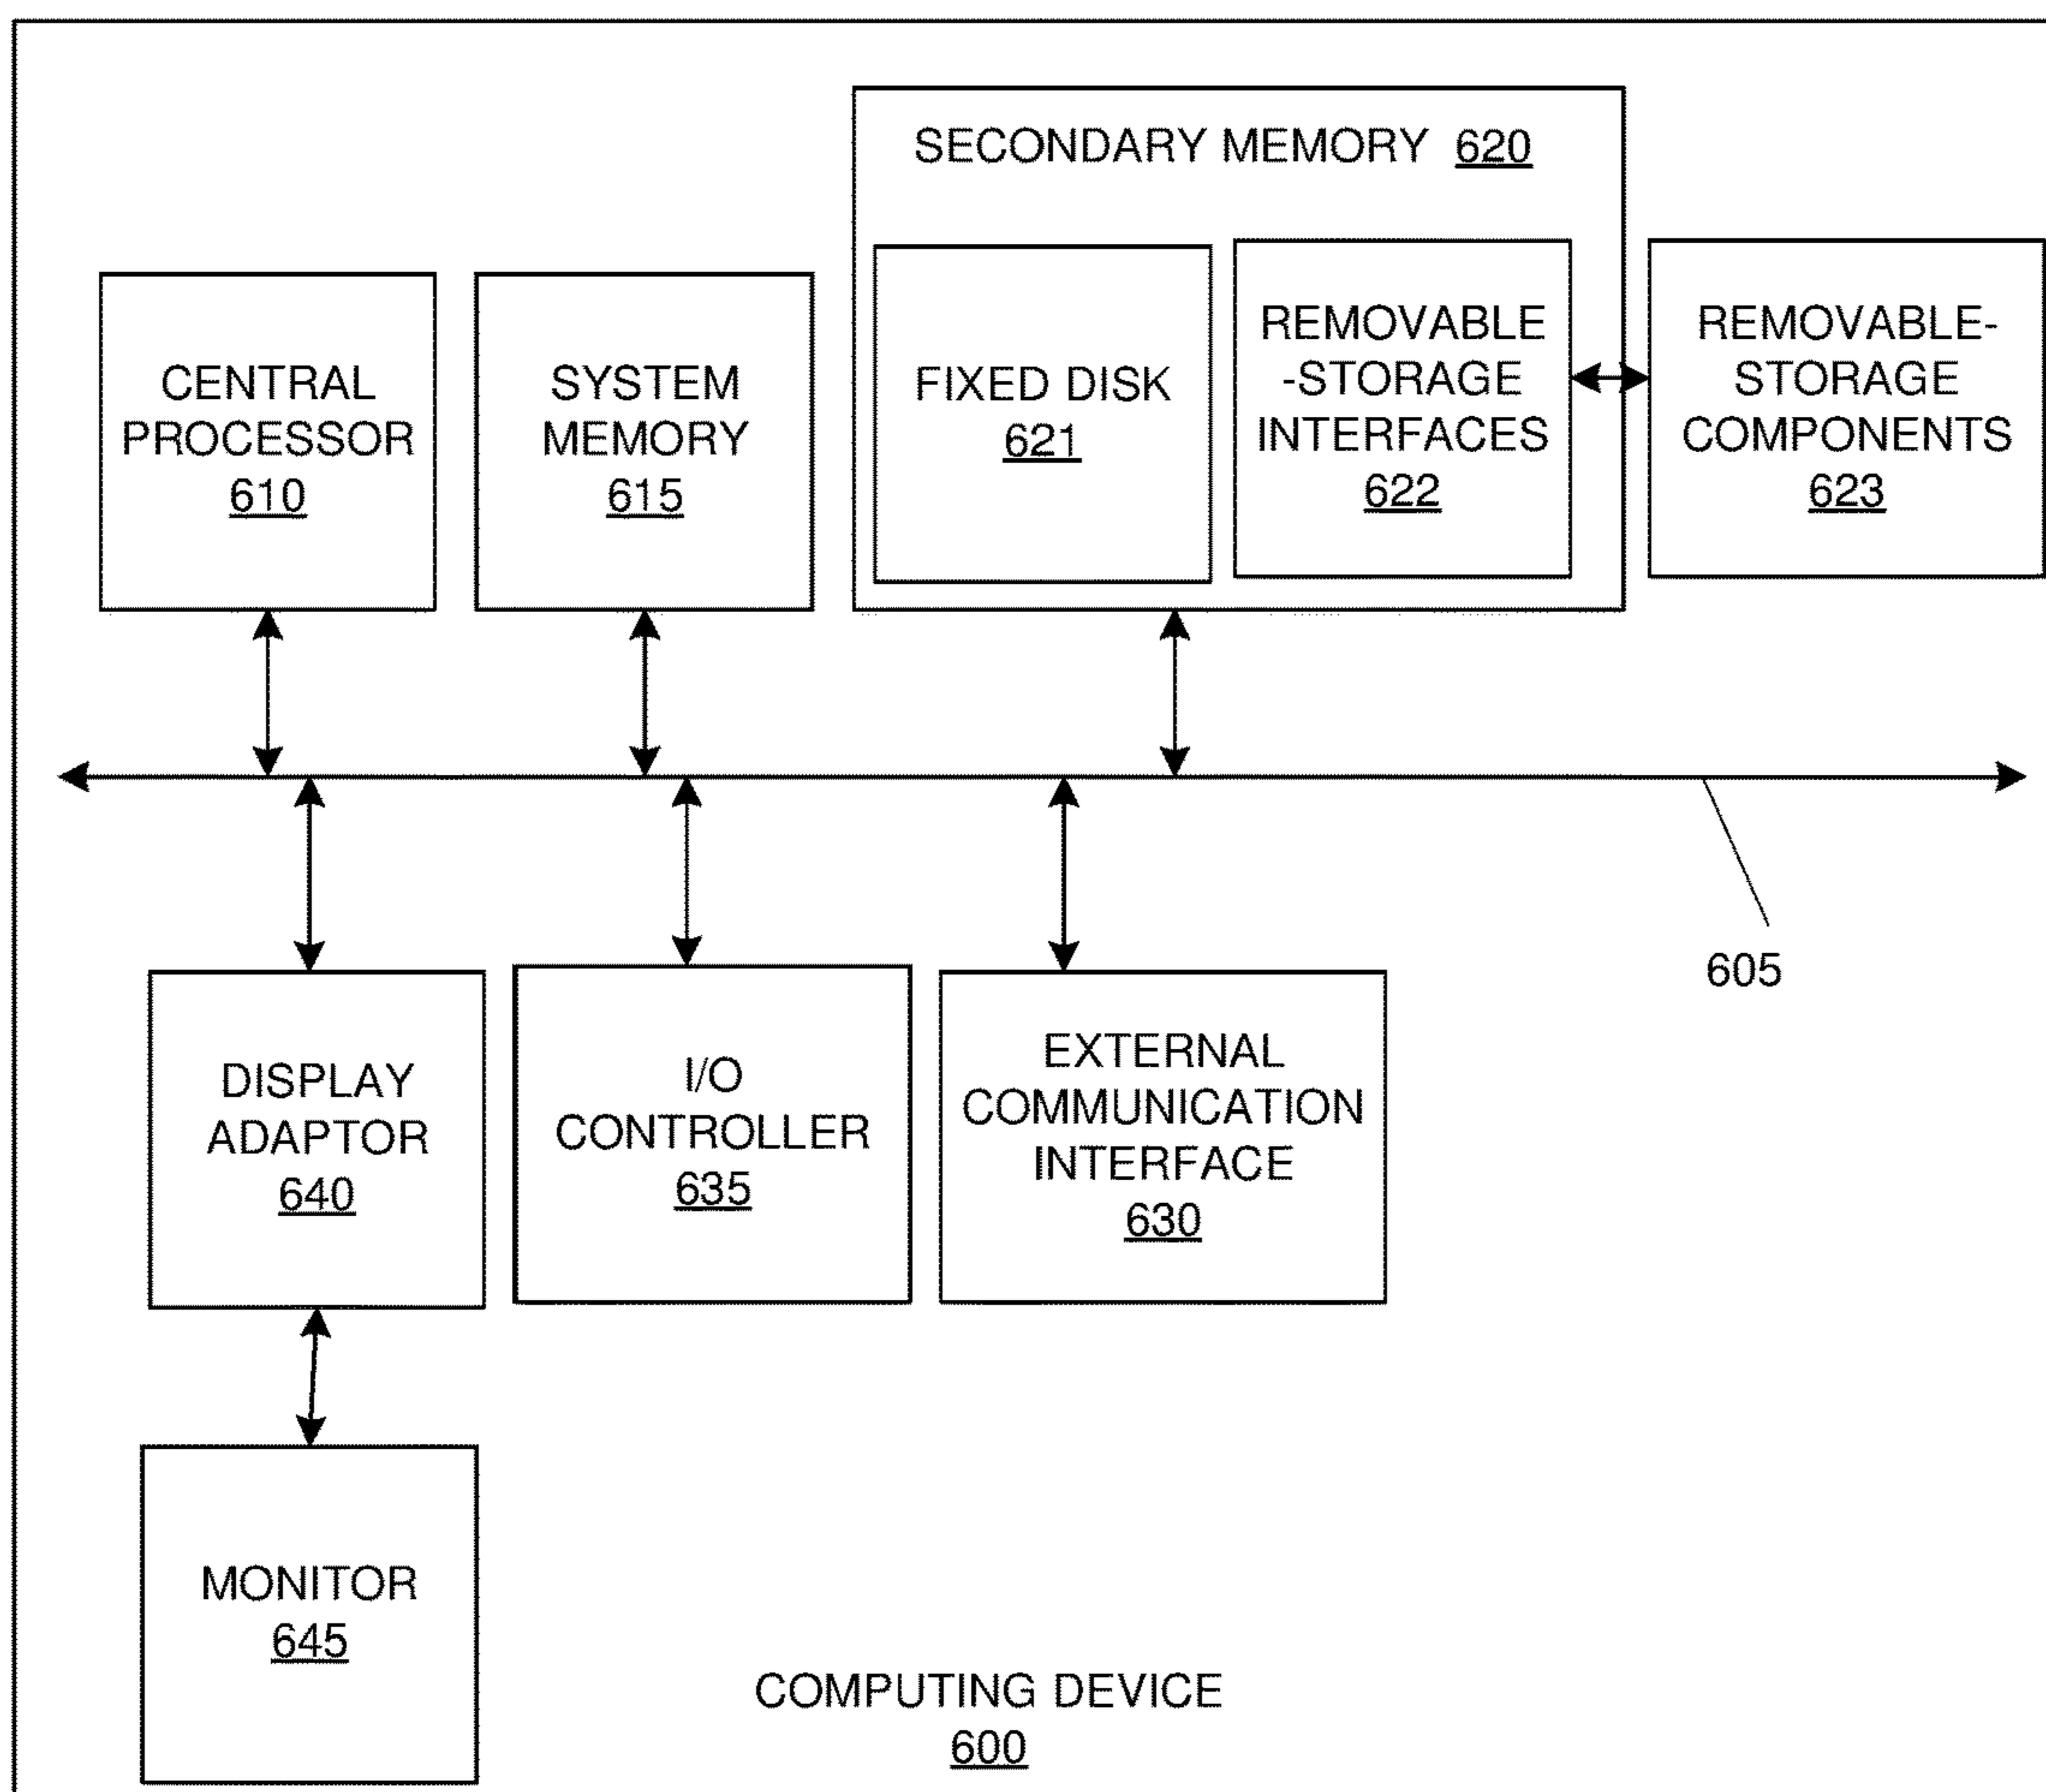 SECONDARY MEMORY 620
CENTRAL
PROCESSOR
610
SYSTEM
MEMORY
615
FIXED DISK
621
REMOVABLE
-STORAGE
INTERFACES
622
REMOVABLE-
STORAGE
COMPONENTS
623
605
DISPLAY
ADAPTOR
640
I/O
CONTROLLER
635
EXTERNAL
COMMUNICATION
INTERFACE
630
MONITOR
645
COMPUTING DEVICE
600